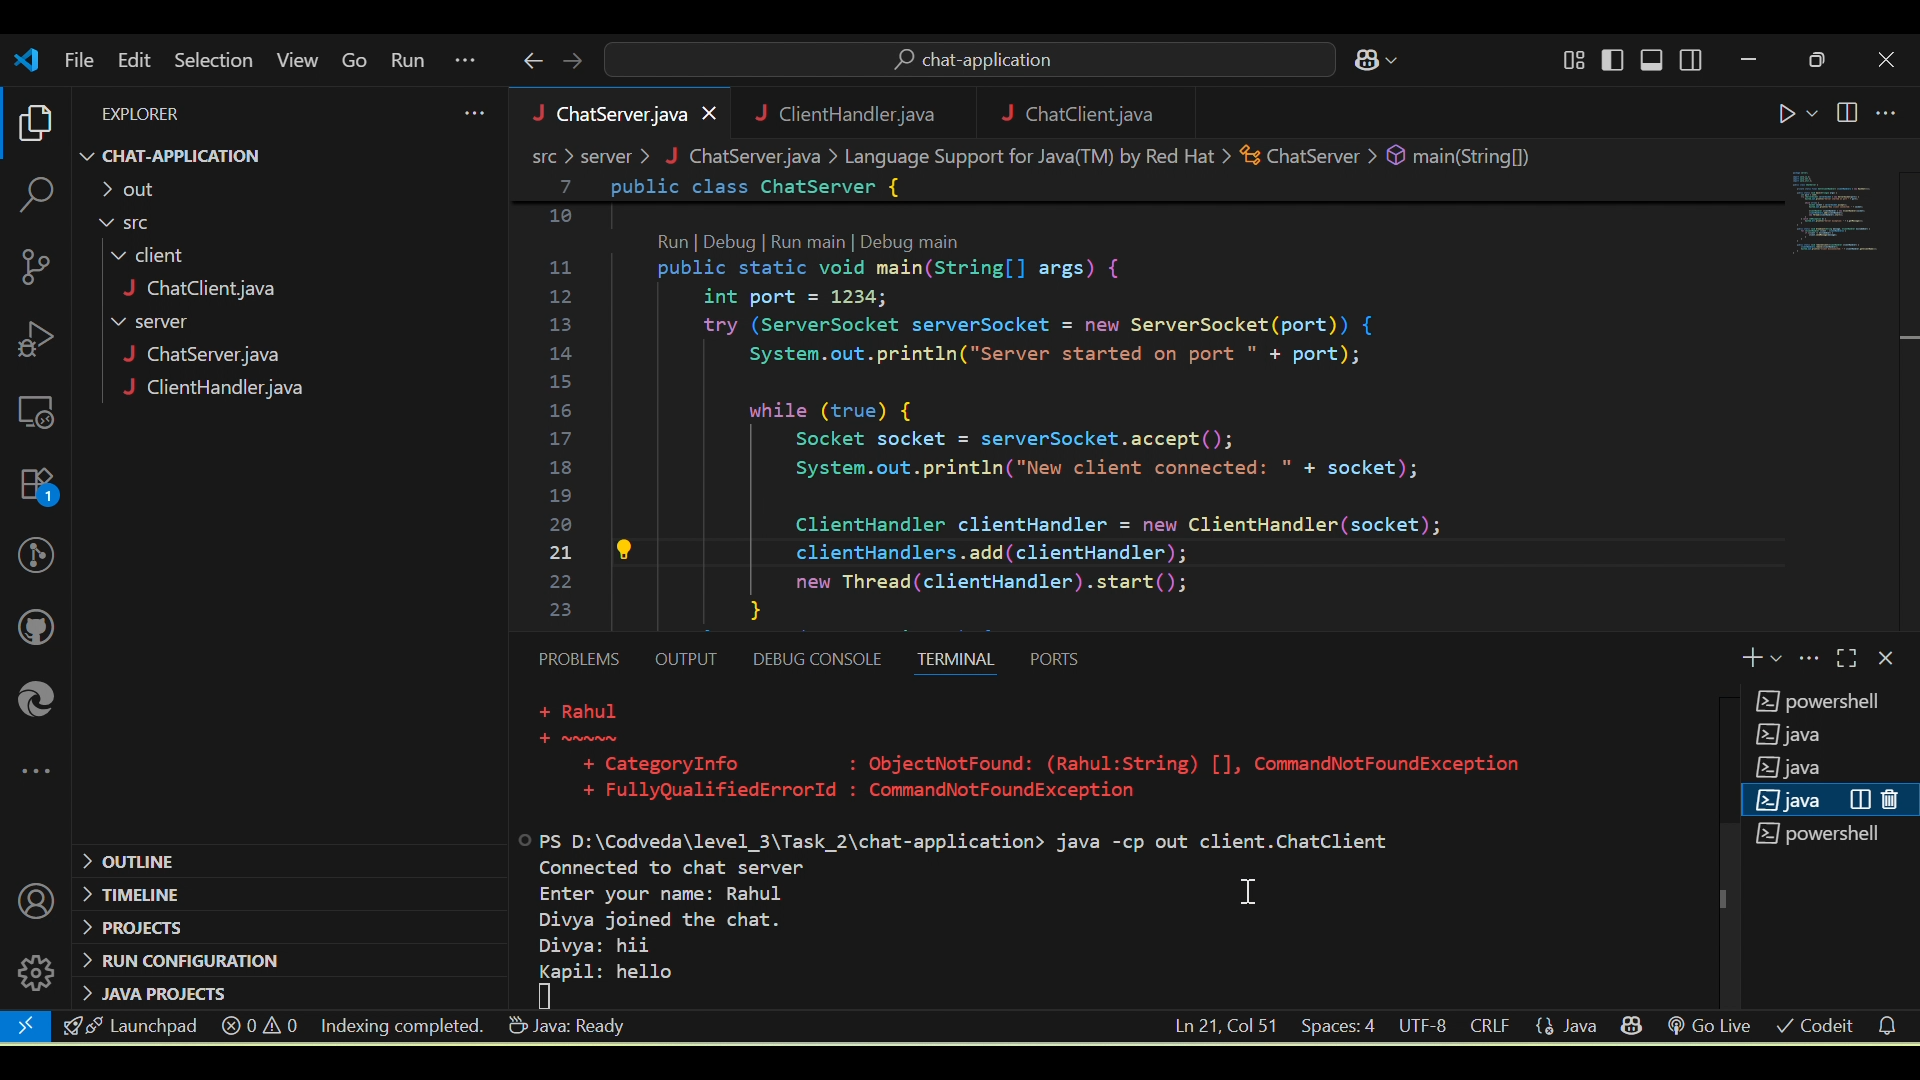 File Edit Selection View Go Run ··· chat-application
EXPLORER ···
CHAT-APPLICATION
out
src
client
J ChatClient.java
server
J ChatServer.java
J ClientHandler.java
OUTLINE
TIMELINE
PROJECTS
RUN CONFIGURATION
JAVA PROJECTS
1
J ChatServer.java J ClientHandler.java J ChatClient.java
src > server > J ChatServer.java > Language Support for Java(TM) by Red Hat > ChatServer > main(String[])
7 public class ChatServer {
10
Run | Debug | Run main | Debug main
11 public static void main(String[] args) {
12 int port = 1234;
13 try (ServerSocket serverSocket = new ServerSocket(port)) {
14 System.out.println("Server started on port " + port);
15
16 while (true) {
17 Socket socket = serverSocket.accept();
18 System.out.println("New client connected: " + socket);
19
20 ClientHandler clientHandler = new ClientHandler(socket);
21 clientHandlers.add(clientHandler);
22 new Thread(clientHandler).start();
23 }
PROBLEMS OUTPUT DEBUG CONSOLE TERMINAL PORTS
+ Rahul
+ ~~~~~
+ CategoryInfo : ObjectNotFound: (Rahul:String) [], CommandNotFoundException
+ FullyQualifiedErrorId : CommandNotFoundException
PS D:\Codveda\level_3\Task_2\chat-application> java -cp out client.ChatClient
Connected to chat server
Enter your name: Rahul
Divya joined the chat.
Divya: hii
Kapil: hello
powershell
java
java
java
powershell
Launchpad 0 0 Indexing completed. Java: Ready Ln 21, Col 51 Spaces: 4 UTF-8 CRLF Java Go Live Codeit